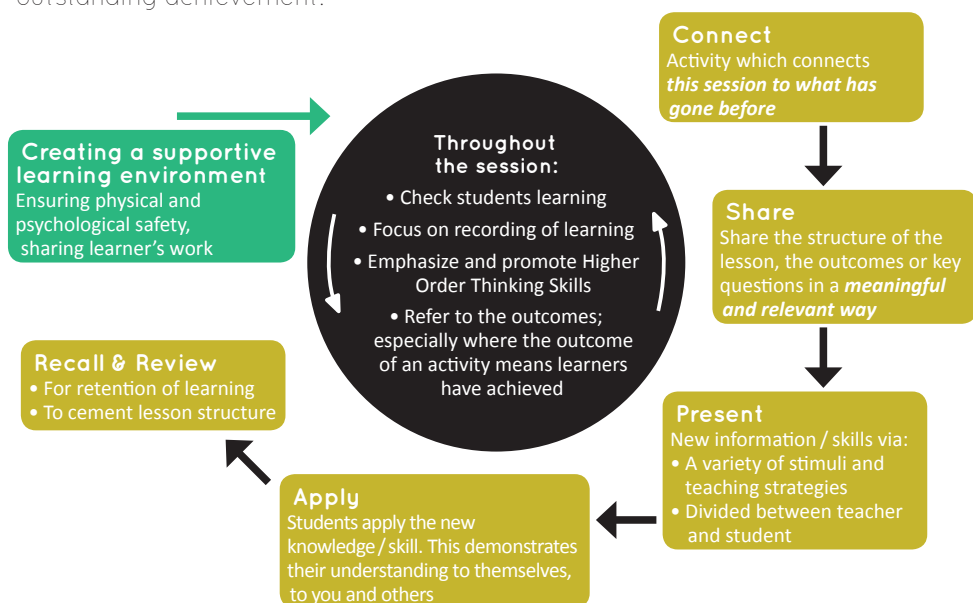 outstanding achievement.
Creating a supportive
learning environment
Ensuring physical and
psychological safety,
sharing learner's work
Throughout
the session:
• Check students learning
• Focus on recording of learning
• Emphasize and promote Higher
Order Thinking Skills
• Refer to the outcomes;
especially where the outcome
of an activity means learners
have achieved
Connect
Activity which connects
this session to what has
gone before
Share
Share the structure of the
lesson, the outcomes or key
questions in a meaningful
and relevant way
Present
New information / skills via:
• A variety of stimuli and
teaching strategies
• Divided between teacher
and student
Apply
Students apply the new
knowledge / skill. This demonstrates
their understanding to themselves,
to you and others
Recall & Review
• For retention of learning
• To cement lesson structure